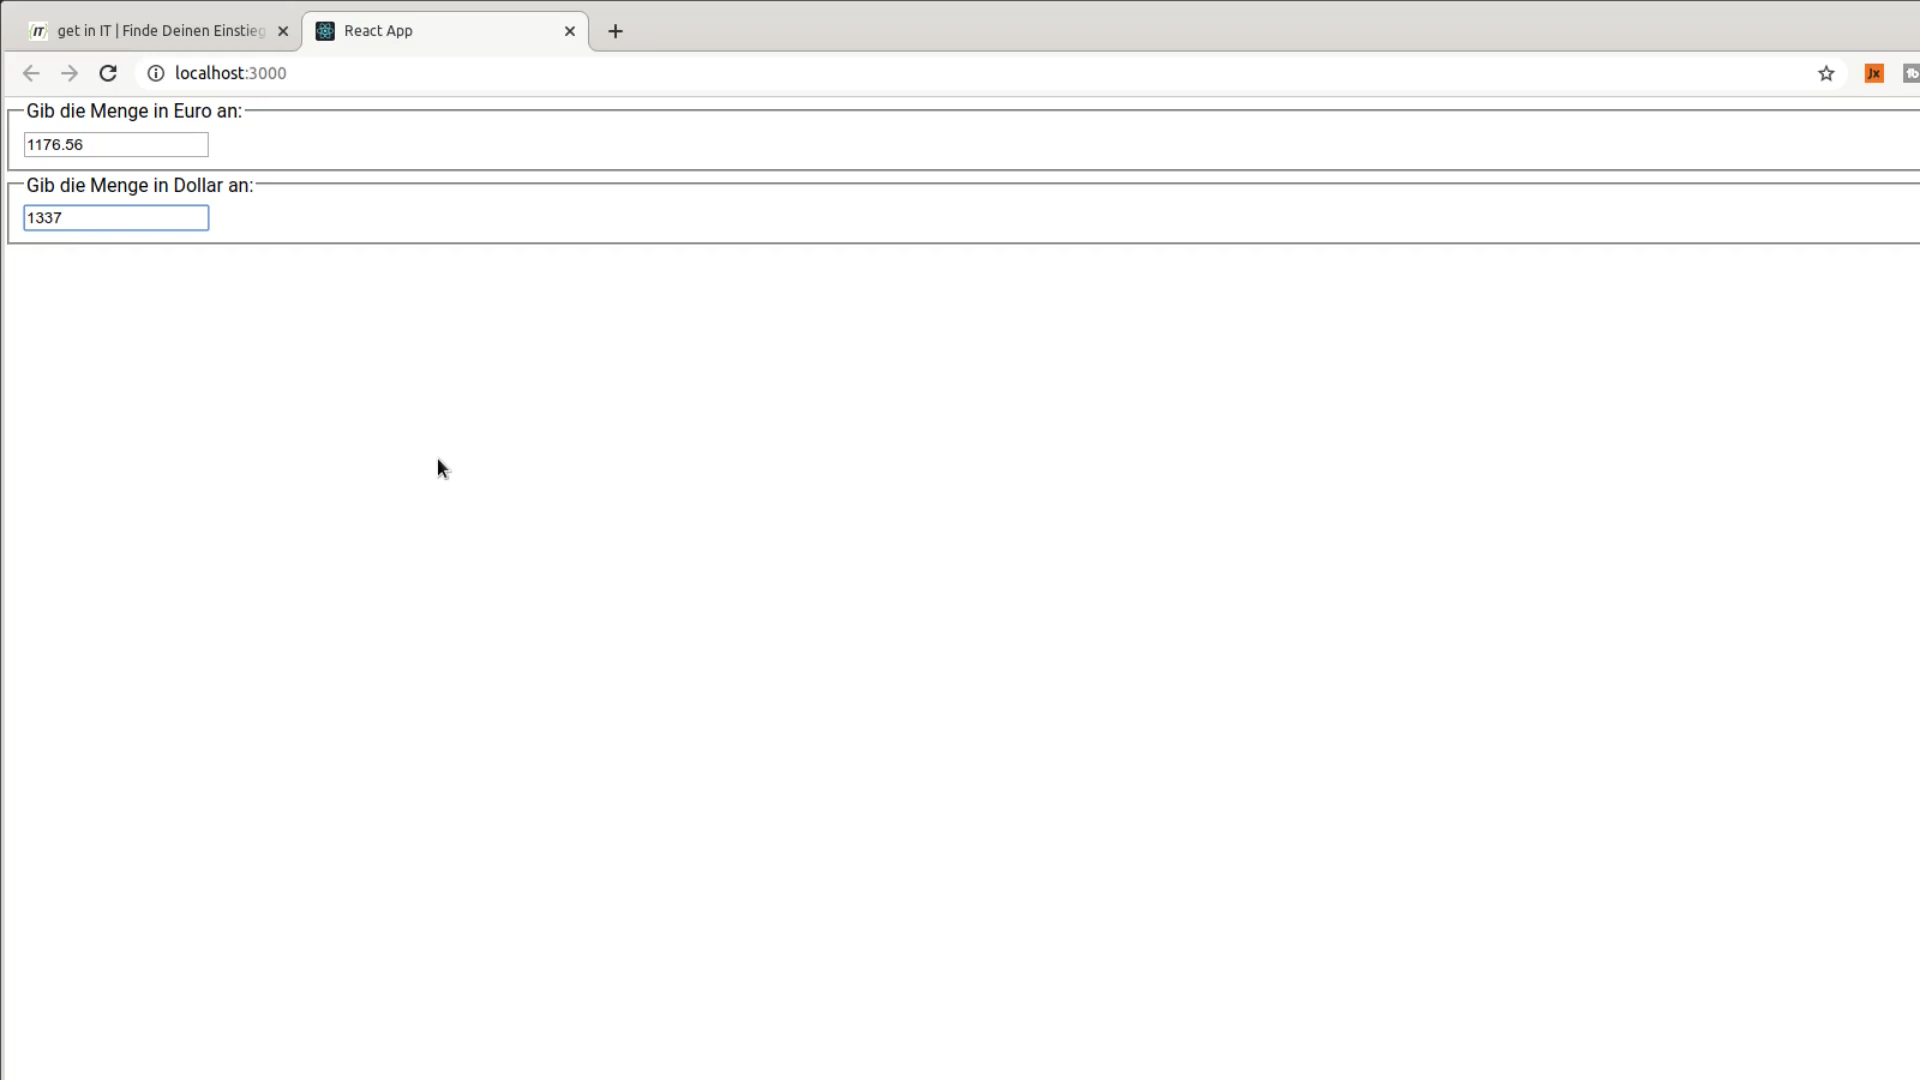 get in IT | Finde Deinen Einstieg
React App
localhost:3000
Jx
Gib die Menge in Euro an:
1176.56
Gib die Menge in Dollar an:
1337